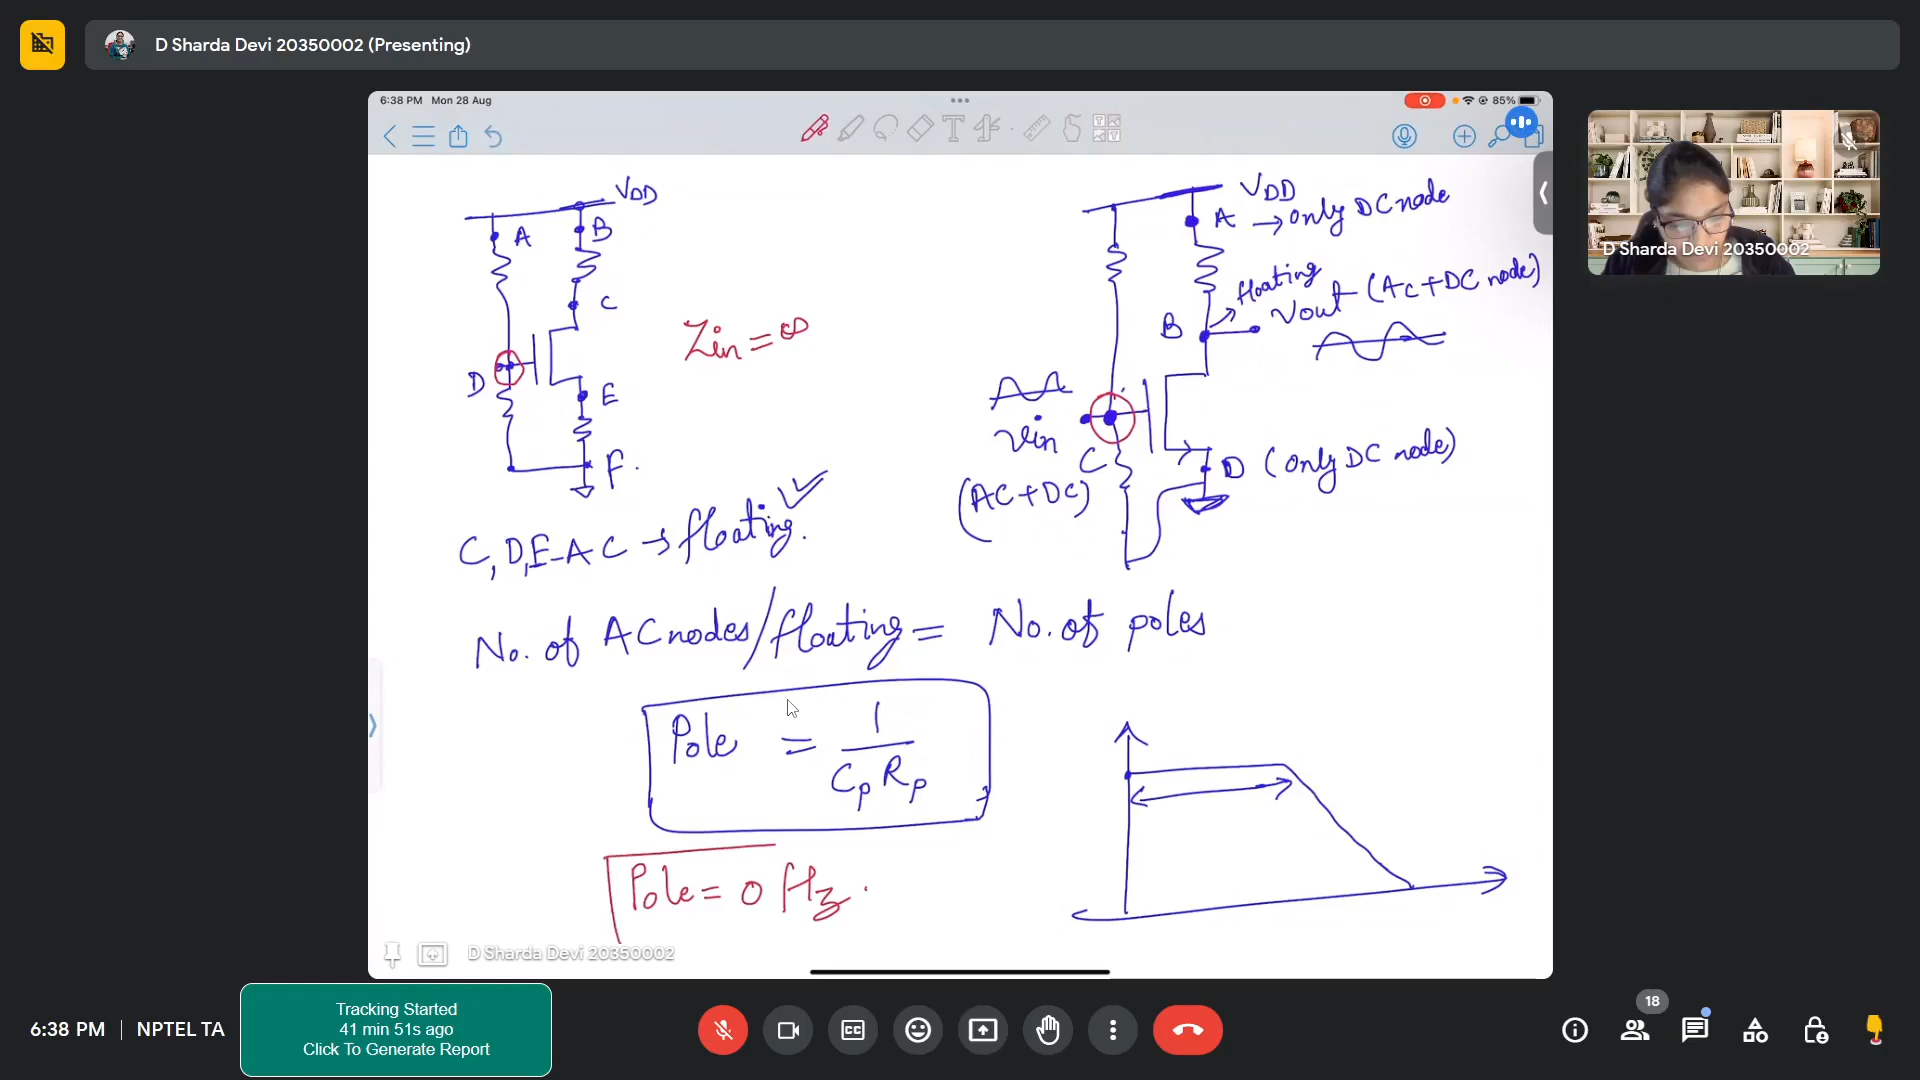 D Sharda Devi 20350002 (Presenting)
6:38 PM Mon 28 Aug
85%
VDD
A
B
C
D
E
F.
Zin = ∞
VDD
A → only DC node
floating
Vout - (AC + DC node)
B
Vin
C
(AC + DC)
D (only DC node)
C, D, E - AC → floating.
No. of AC nodes/floating = No. of poles
Pole = 1
Cp Rp
Pole = 0 Hz.
D Sharda Devi 20350002
D Sharda Devi 20350002
6:38 PM | NPTEL TA
Tracking Started
41 min 51s ago
Click To Generate Report
CC
18